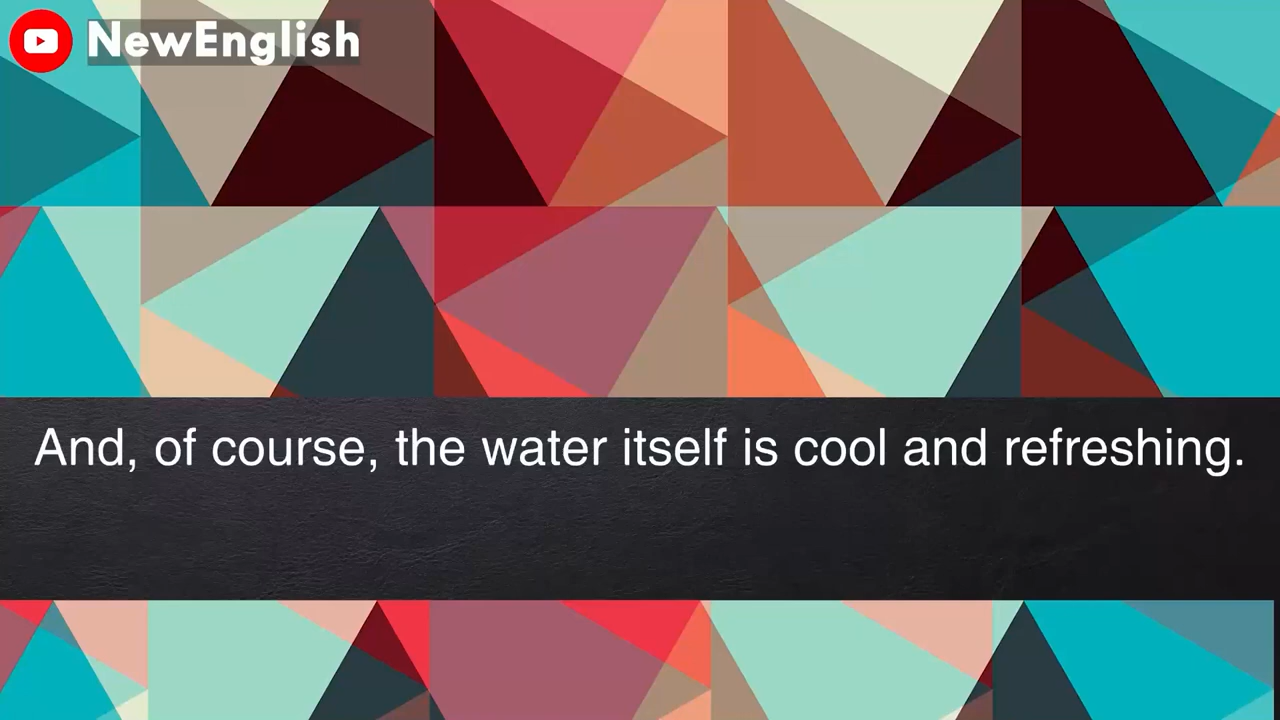 NewEnglish
And, of course, the water itself is cool and refreshing.